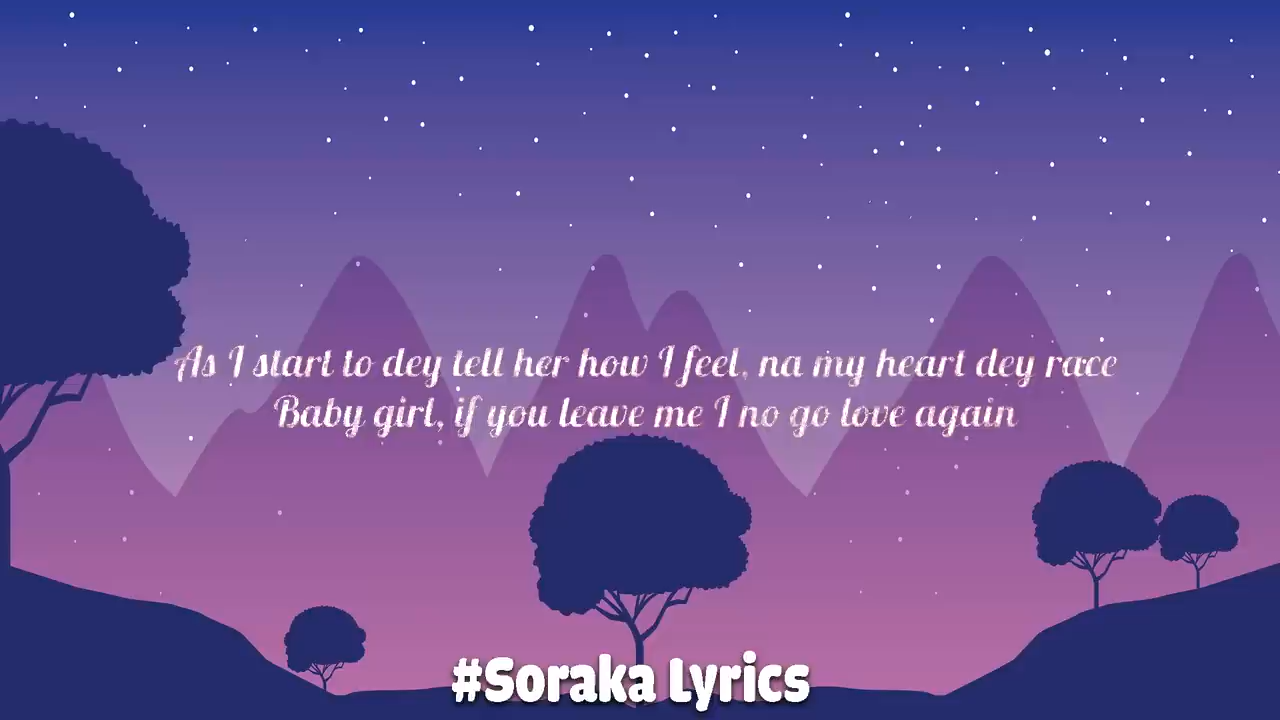 As I start to dey tell her how I feel, na my heart dey race
Baby girl, if you leave me I no go love again
#Soraka Lyrics